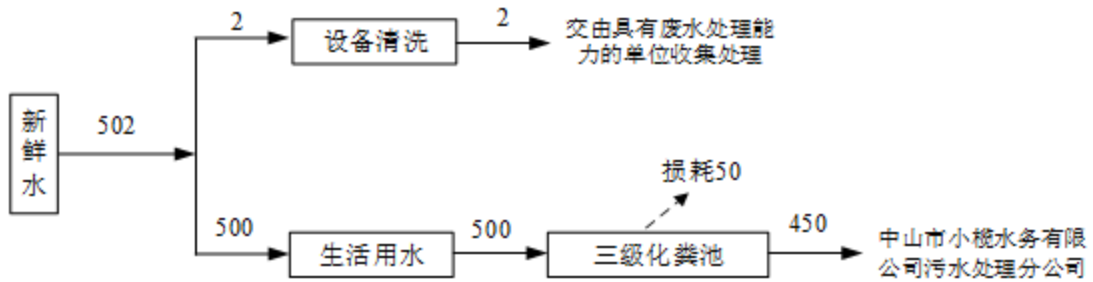 2
设备清洗
2
交由具有废水处理能
力的单位收集处理
新
鲜
水
502
损耗50
500
生活用水
500
三级化粪池
450
中山市小榄水务有限
公司污水处理分公司